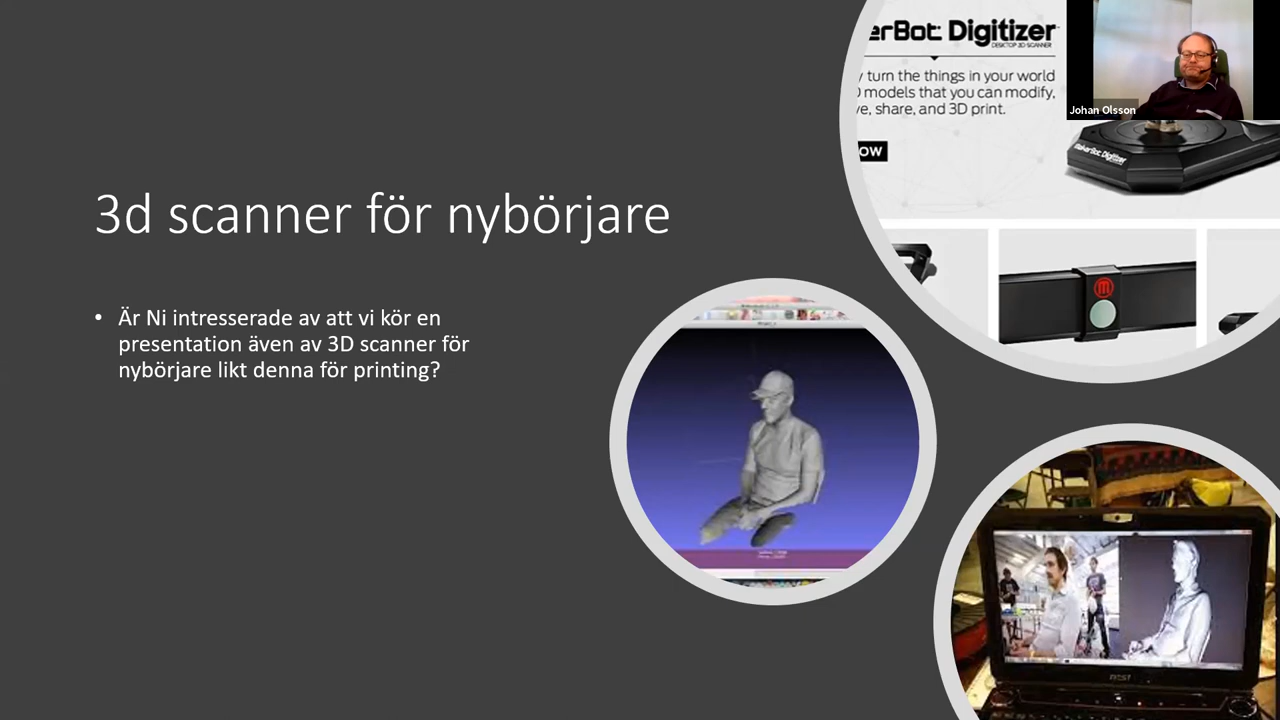 erBot Digitizer
DESKTOP 3D SCANNER
y turn the things in your world
D models that you can modify,
ve, share, and 3D print.
OW
MakerBot Digitizer
Johan Olsson
3d scanner för nybörjare
• Är Ni intresserade av att vi kör en
presentation även av 3D scanner för
nybörjare likt denna för printing?